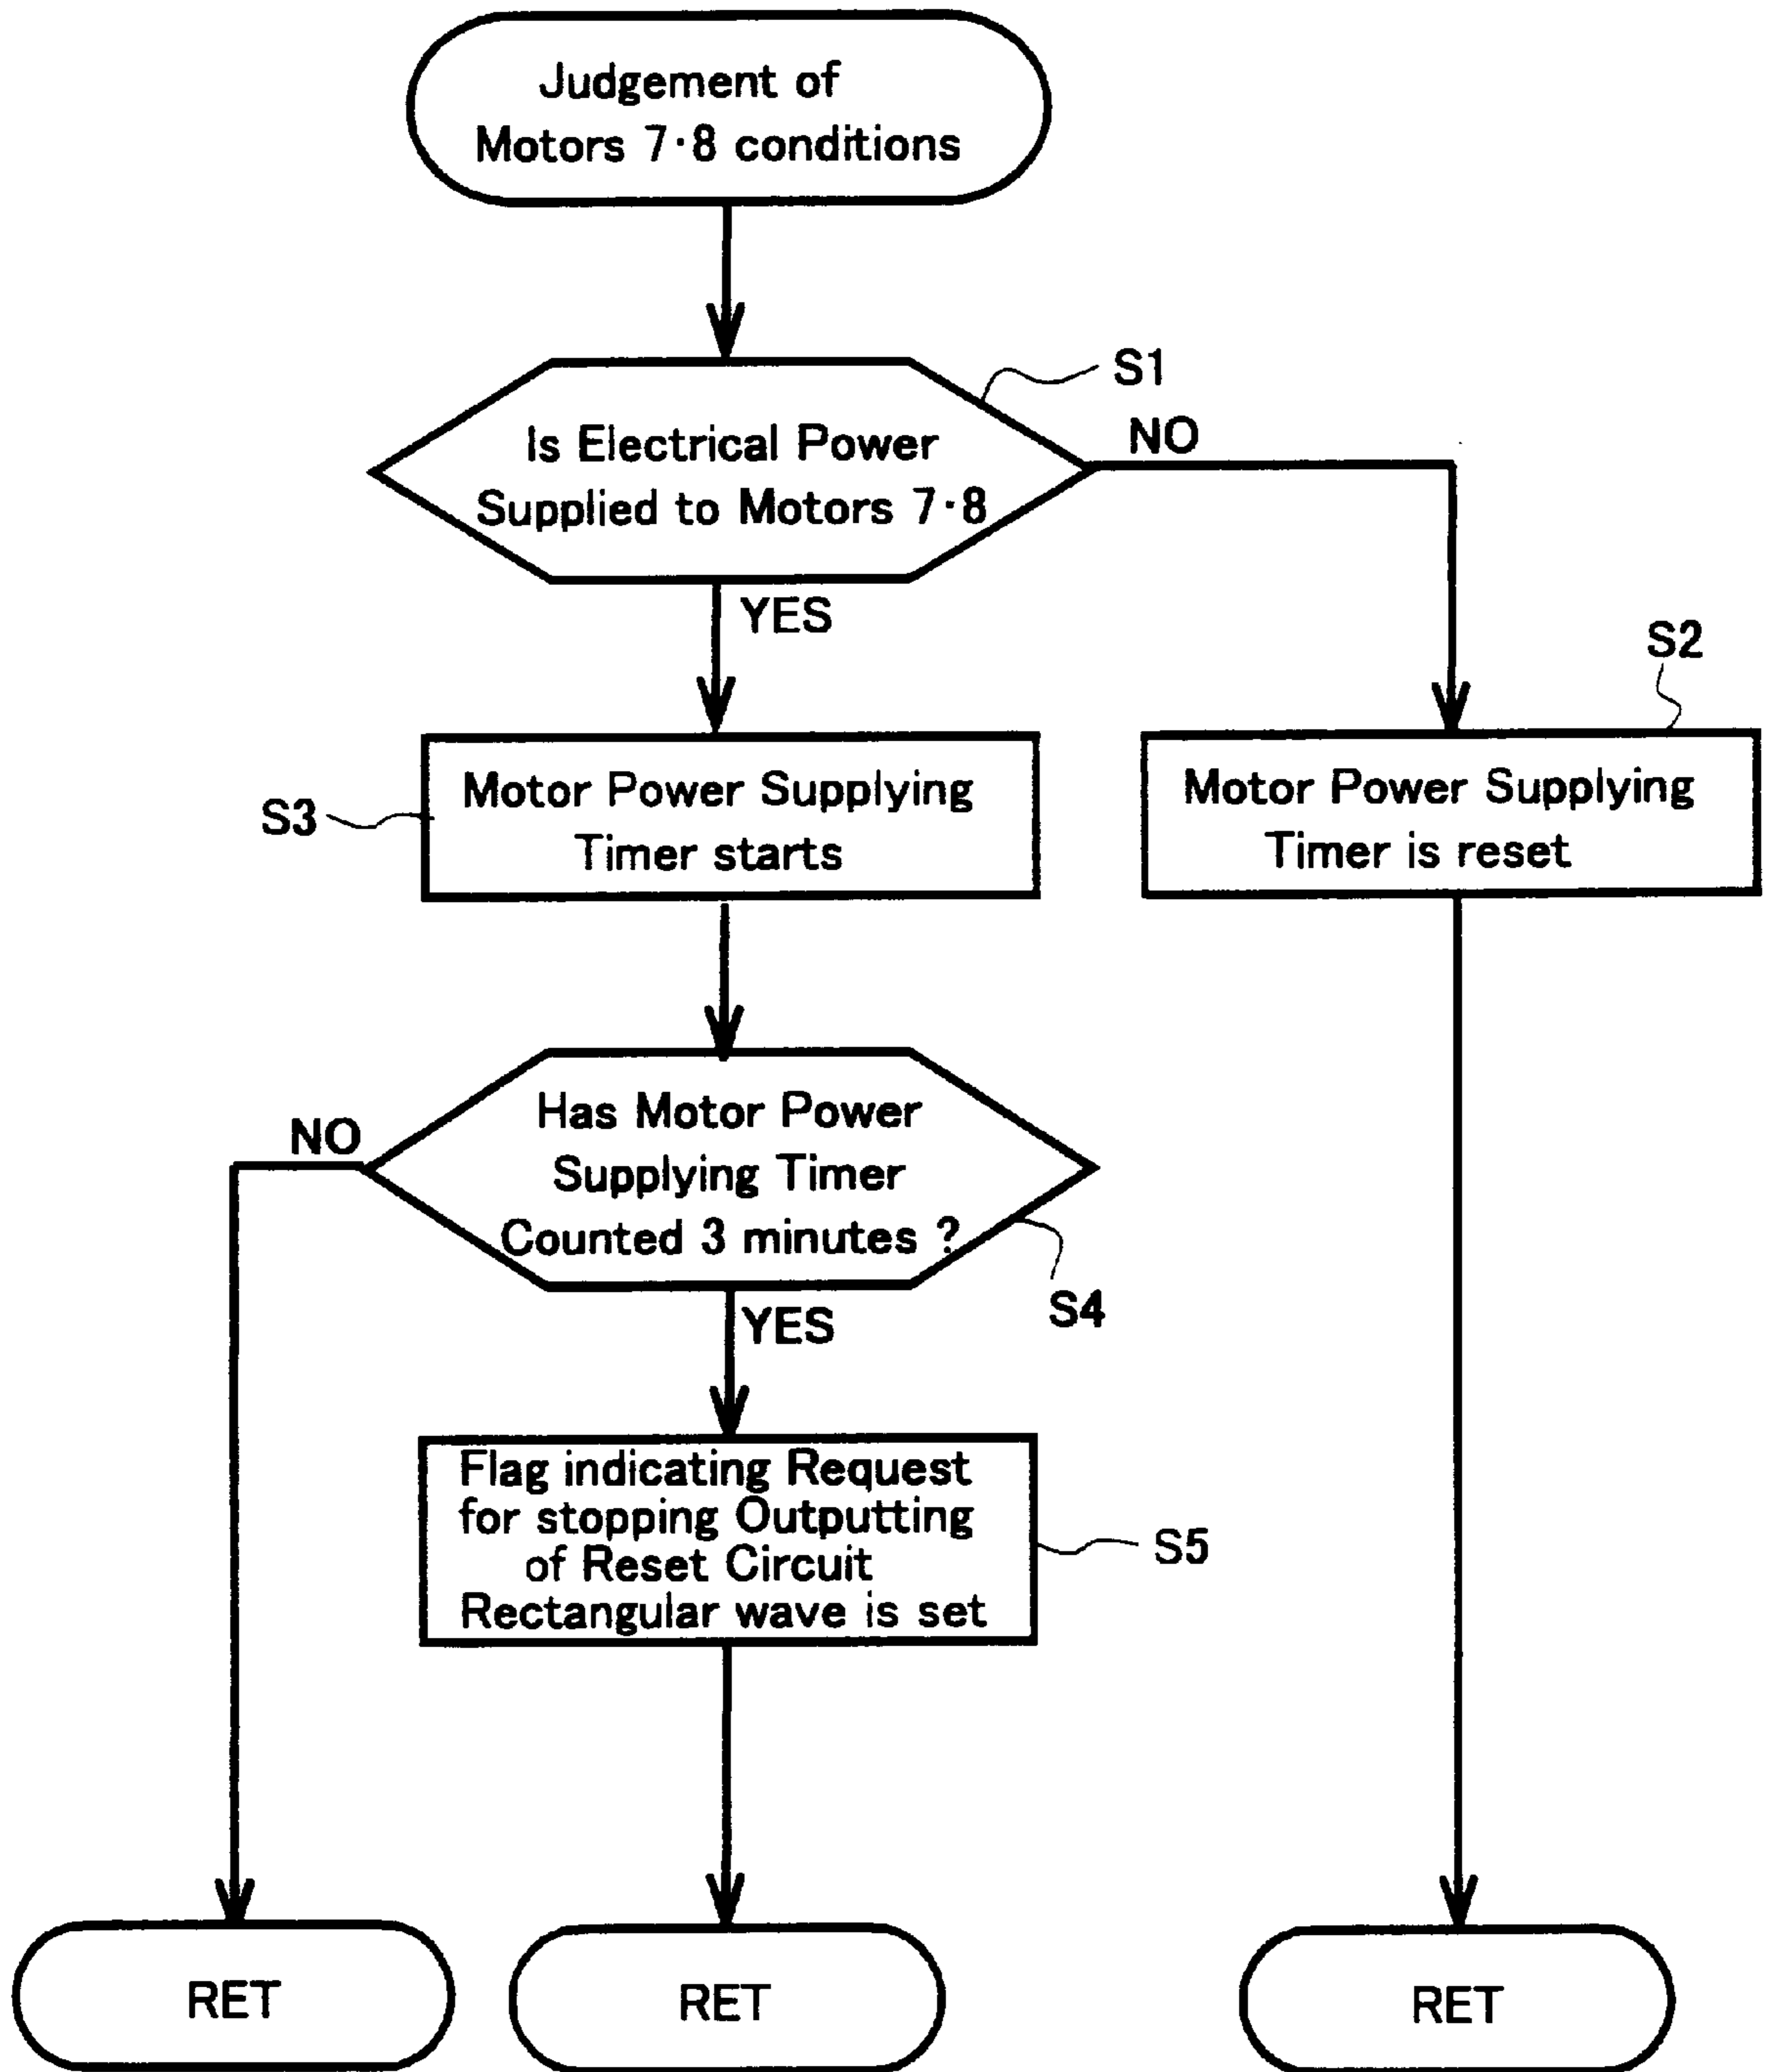 Judgement of
Motors 7·8 conditions
S1
Is Electrical Power
Supplied to Motors 7·8
NO
YES
S2
S3
Motor Power Supplying
Timer starts
Motor Power Supplying
Timer is reset
Has Motor Power
Supplying Timer
Counted 3 minutes ?
NO
S4
YES
Flag indicating Request
for stopping Outputting
of Reset Circuit
Rectangular wave is set
S5
RET
RET
RET